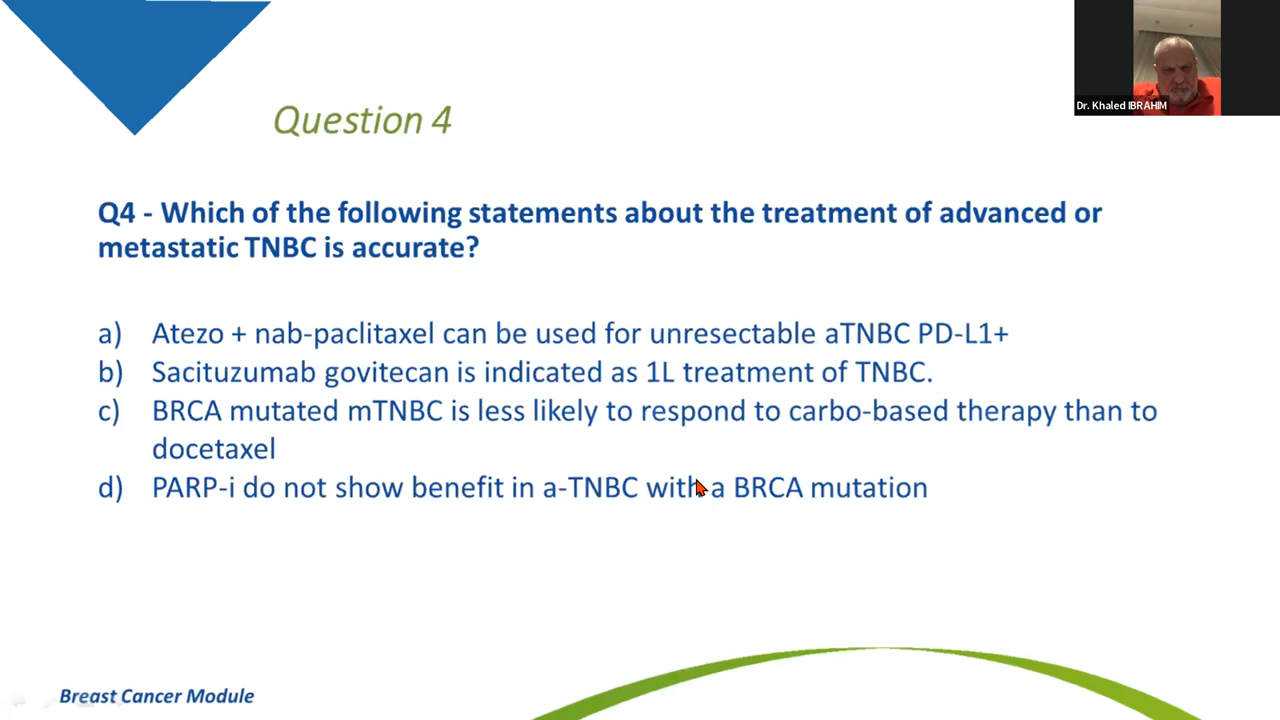 Dr. Khaled IBRAHIM
Question 4
Q4 - Which of the following statements about the treatment of advanced or
metastatic TNBC is accurate?
a) Atezo + nab-paclitaxel can be used for unresectable aTNBC PD-L1+
b) Sacituzumab govitecan is indicated as 1L treatment of TNBC.
c) BRCA mutated mTNBC is less likely to respond to carbo-based therapy than to
docetaxel
d) PARP-i do not show benefit in a-TNBC with a BRCA mutation
Breast Cancer Module